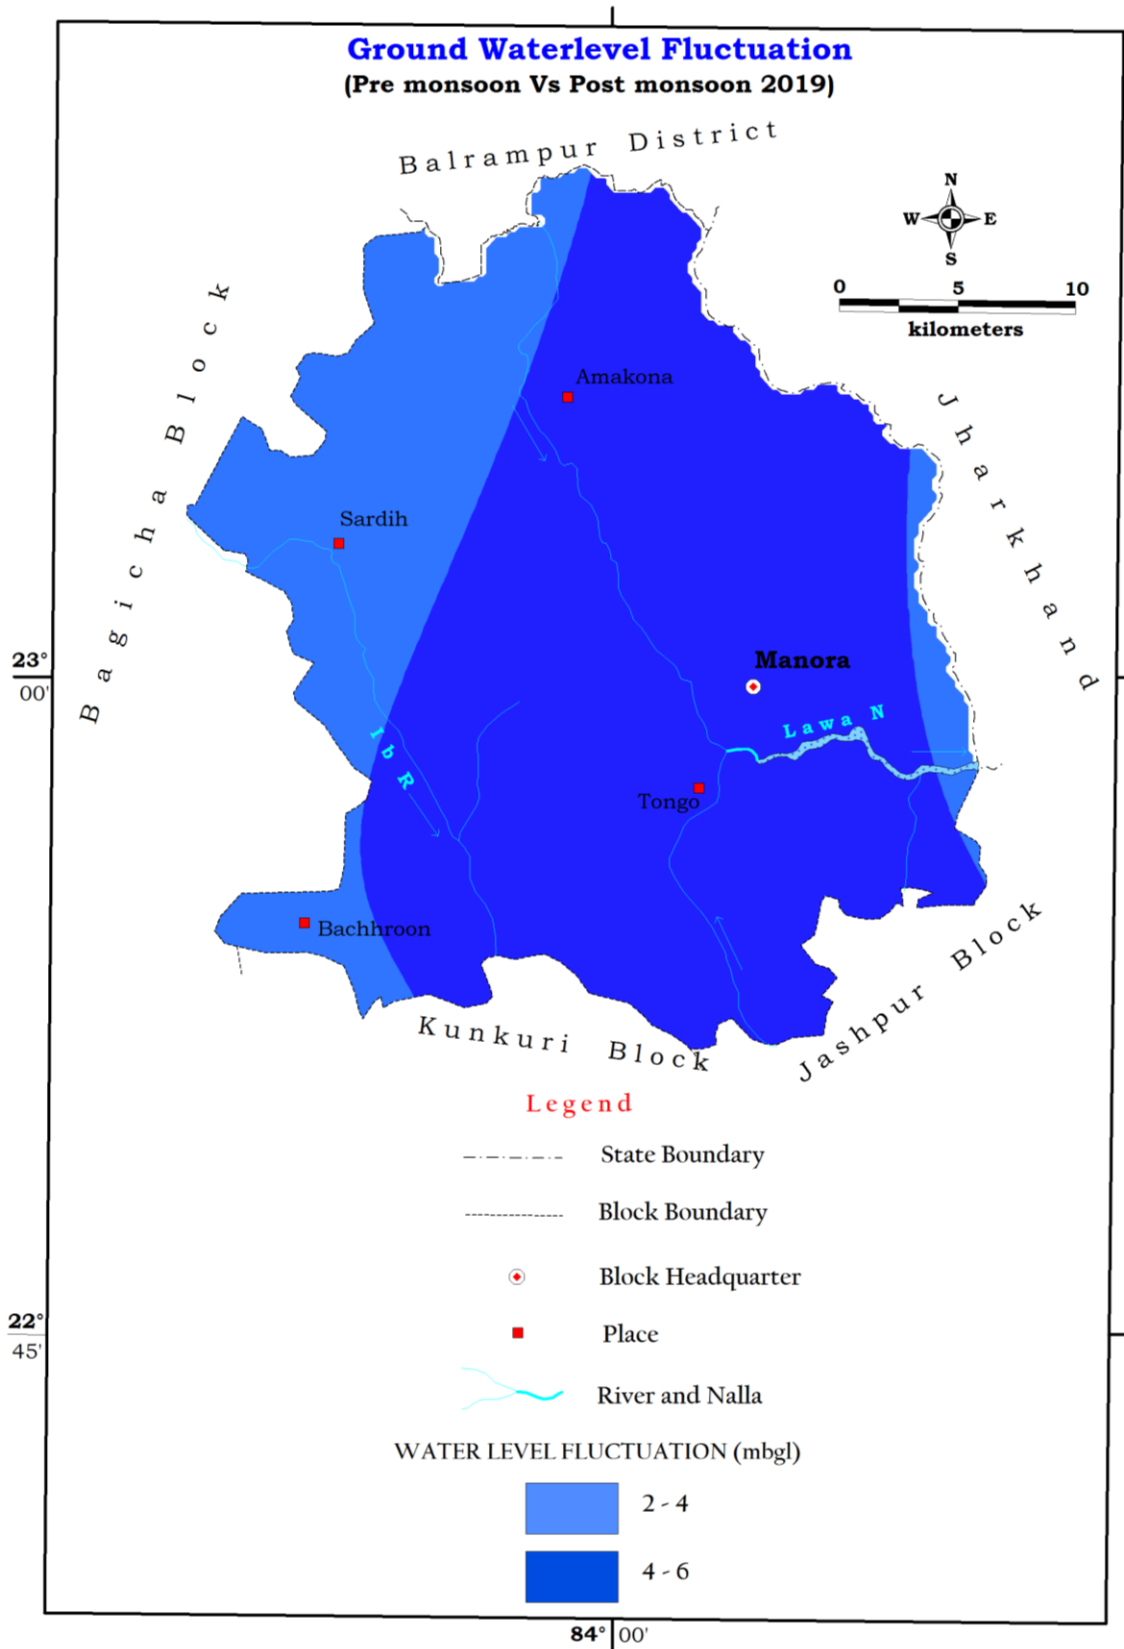 Ground Waterlevel Fluctuation
(Pre monsoon Vs Post monsoon 2019)
Balrampur District
N
W E
S
0 5 10
kilometers
Bagicha Block
Jharkhand
Amakona
Sardih
23°
00'
Manora
Lawa N
Ib R
Tongo
Bachhroon
Kunkuri Block
Jashpur Block
Legend
State Boundary
Block Boundary
Block Headquarter
Place
22°
45'
River and Nalla
WATER LEVEL FLUCTUATION (mbgl)
2 - 4
4 - 6
84° 00'